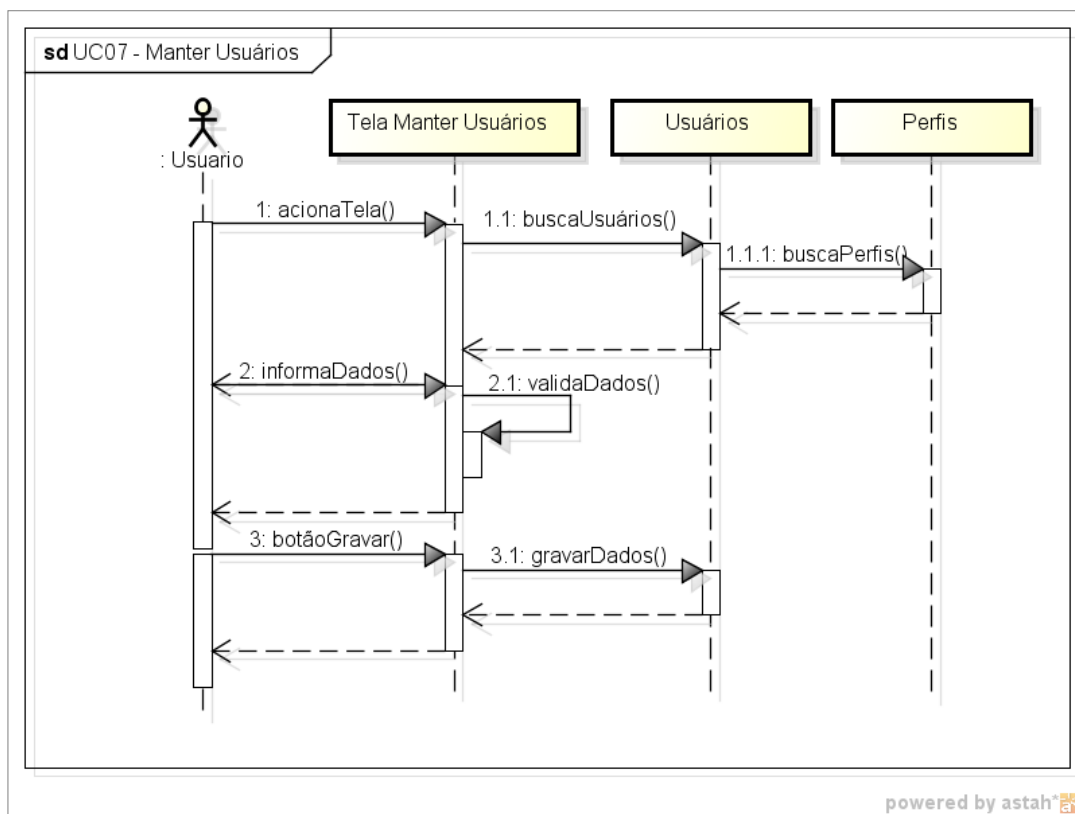 sd UC07 - Manter Usuários
: Usuario
Tela Manter Usuários
Usuários
Perfis
1: acionaTela()
1.1: buscaUsuários()
1.1.1: buscaPerfis()
2: informaDados()
2.1: validaDados()
3: botãoGravar()
3.1: gravarDados()
powered by astah*